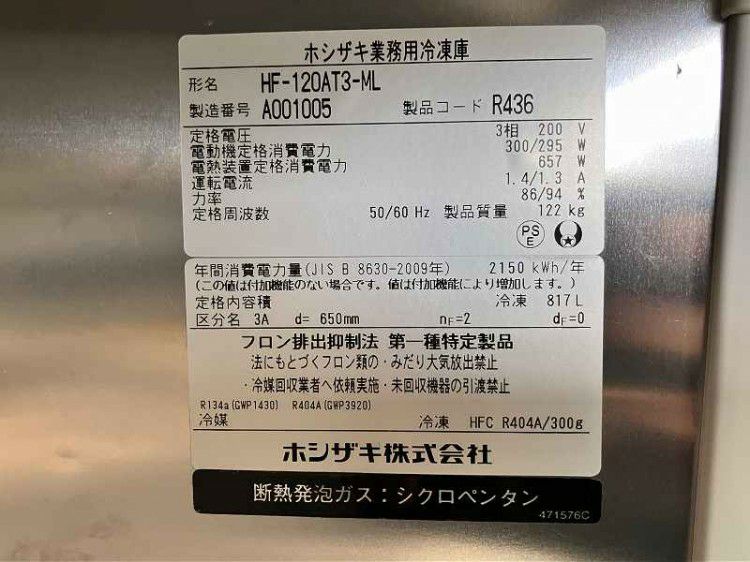 ホシザキ業務用冷凍庫
形名 HF-120AT3-ML
製造番号 A001005 製品コード R436
定格電圧 3相 200 V
電動機定格消費電力 300/295 W
電熱装置定格消費電力 657 W
運転電流 1.4/1.3 A
力率 86/94 %
定格周波数 50/60 Hz 製品質量 122 kg
PS E
年間消費電力量(JIS B 8630-2009年) 2150 kWh/年
(この値は付加機能のない場合です。値は付加機能により増加します。)
定格内容積 冷凍 817 L
区分名 3A d= 650mm nF=2 dF=0
フロン排出抑制法 第一種特定製品
法にもとづくフロン類の・みだり大気放出禁止
・冷媒回収業者へ依頼実施・未回収機器の引渡禁止
R134a(GWP1430) R404A(GWP3920)
冷媒 冷凍 HFC R404A/300g
ホシザキ株式会社
断熱発泡ガス：シクロペンタン
471576C